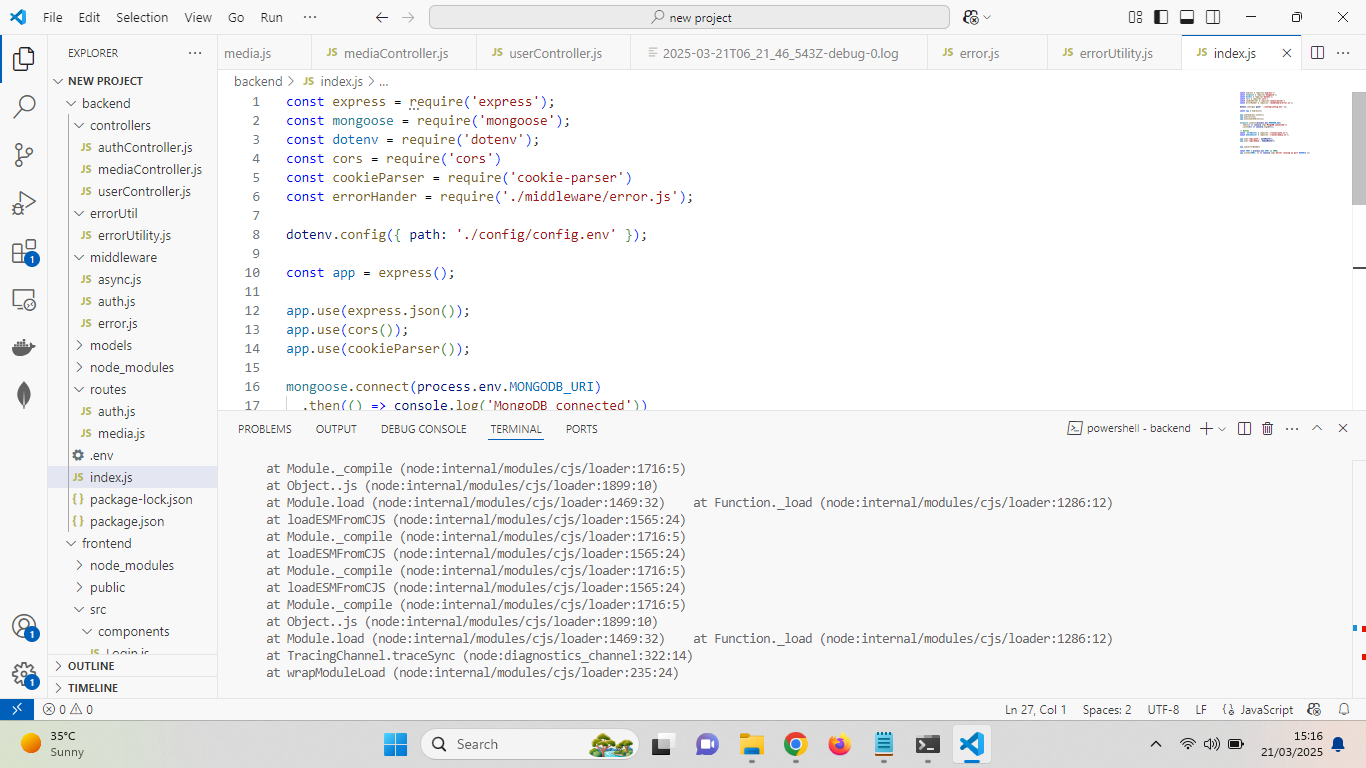 File Edit Selection View Go Run ··· new project
EXPLORER ···
media.js
JS mediaController.js
JS userController.js
2025-03-21T06_21_46_543Z-debug-0.log
JS error.js
JS errorUtility.js
JS index.js
NEW PROJECT
backend
controllers
JS authController.js
JS mediaController.js
JS userController.js
errorUtil
JS errorUtility.js
middleware
JS async.js
JS auth.js
JS error.js
models
node_modules
routes
JS auth.js
JS media.js
.env
JS index.js
{ } package-lock.json
{ } package.json
frontend
node_modules
public
src
components
JS Login.js
OUTLINE
TIMELINE
1
1
1
backend > JS index.js > ...
1 const express = require('express');
2 const mongoose = require('mongoose');
3 const dotenv = require('dotenv');
4 const cors = require('cors')
5 const cookieParser = require('cookie-parser')
6 const errorHander = require('./middleware/error.js');
7
8 dotenv.config({ path: './config/config.env' });
9
10 const app = express();
11
12 app.use(express.json());
13 app.use(cors());
14 app.use(cookieParser());
15
16 mongoose.connect(process.env.MONGODB_URI)
17 .then(() => console.log('MongoDB connected'))
PROBLEMS OUTPUT DEBUG CONSOLE TERMINAL PORTS powershell - backend ···
at Module._compile (node:internal/modules/cjs/loader:1716:5)
at Object..js (node:internal/modules/cjs/loader:1899:10)
at Module.load (node:internal/modules/cjs/loader:1469:32) at Function._load (node:internal/modules/cjs/loader:1286:12)
at loadESMFromCJS (node:internal/modules/cjs/loader:1565:24)
at Module._compile (node:internal/modules/cjs/loader:1716:5)
at loadESMFromCJS (node:internal/modules/cjs/loader:1565:24)
at Module._compile (node:internal/modules/cjs/loader:1716:5)
at loadESMFromCJS (node:internal/modules/cjs/loader:1565:24)
at Module._compile (node:internal/modules/cjs/loader:1716:5)
at Object..js (node:internal/modules/cjs/loader:1899:10)
at Module.load (node:internal/modules/cjs/loader:1469:32) at Function._load (node:internal/modules/cjs/loader:1286:12)
at TracingChannel.traceSync (node:diagnostics_channel:322:14)
at wrapModuleLoad (node:internal/modules/cjs/loader:235:24)
0 0 Ln 27, Col 1 Spaces: 2 UTF-8 LF JavaScript
35°C
Sunny
Search
15:16
21/03/2025